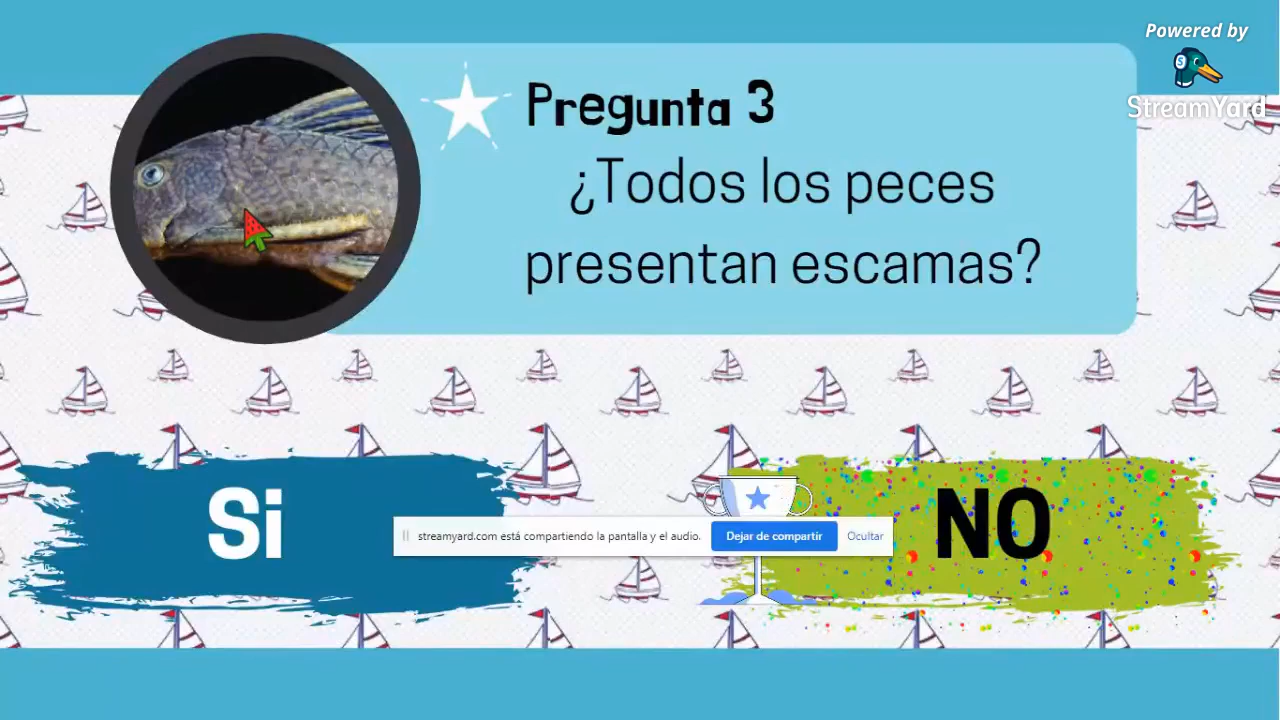 Powered by
StreamYard
Pregunta 3
¿Todos los peces
presentan escamas?
Si
NO
streamyard.com está compartiendo la pantalla y el audio.
Dejar de compartir
Ocultar